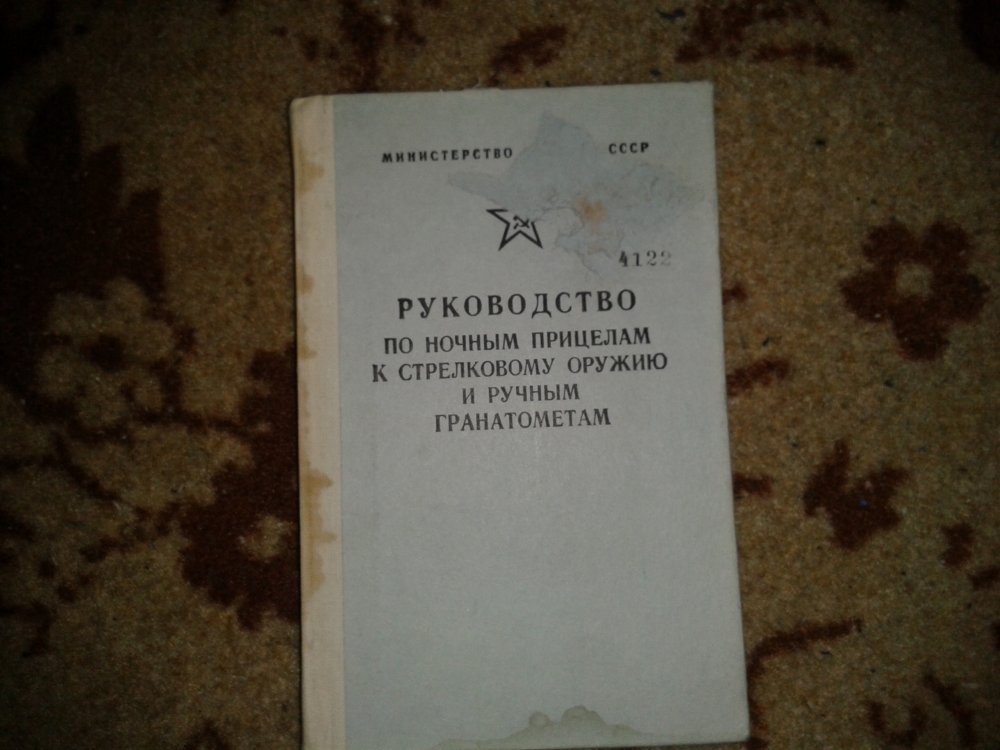 МИНИСТЕРСТВО СССР
4122
РУКОВОДСТВО
ПО НОЧНЫМ ПРИЦЕЛАМ
К СТРЕЛКОВОМУ ОРУЖИЮ
И РУЧНЫМ
ГРАНАТОМЕТАМ